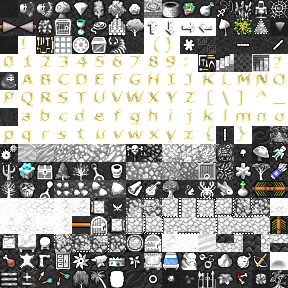 ! ( )
0 1 2 3 4 5 6 7 8 9 : ;
A B C D E F G H I J K L M N O
P Q R S T U V W X Y Z [ \ ] ^ _
a b c d e f g h i j k l m n o
p q r s t u v w x y z { | }